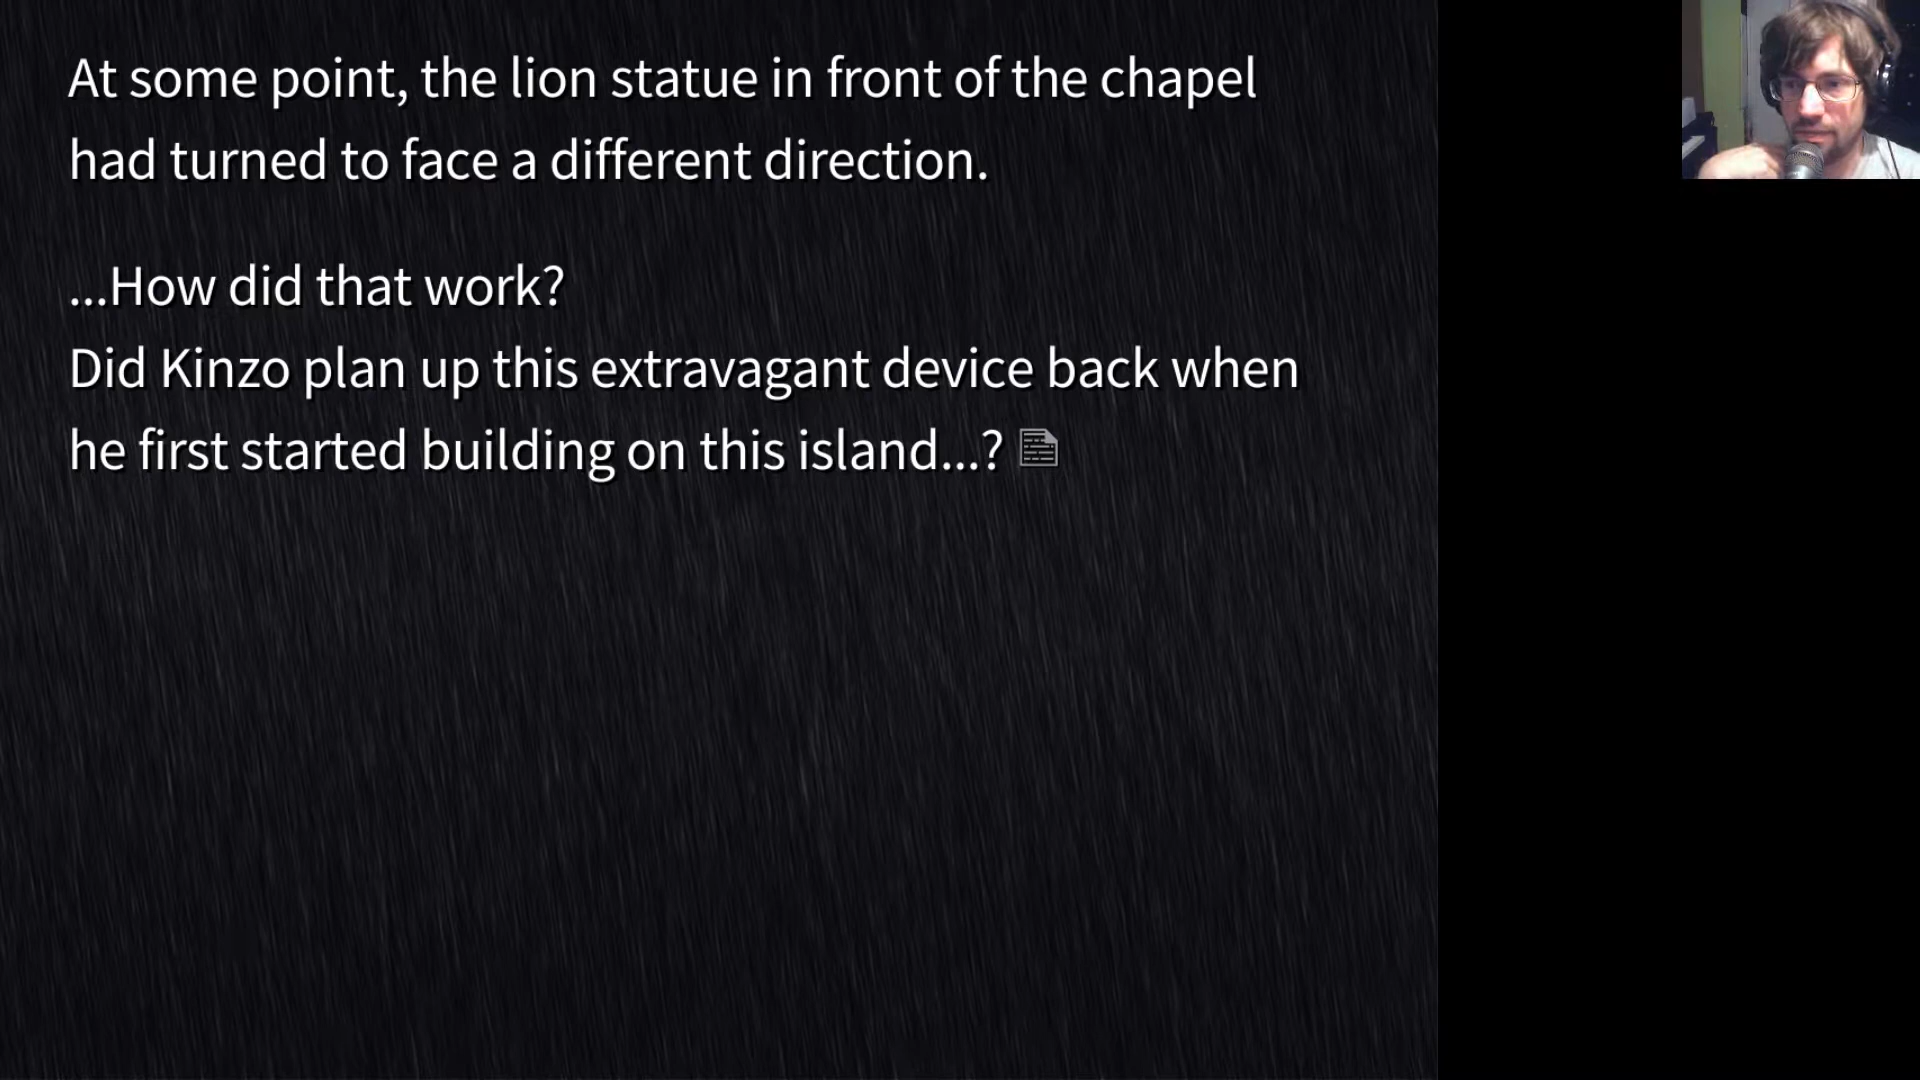 At some point, the lion statue in front of the chapel
had turned to face a different direction.
...How did that work?
Did Kinzo plan up this extravagant device back when
he first started building on this island...?